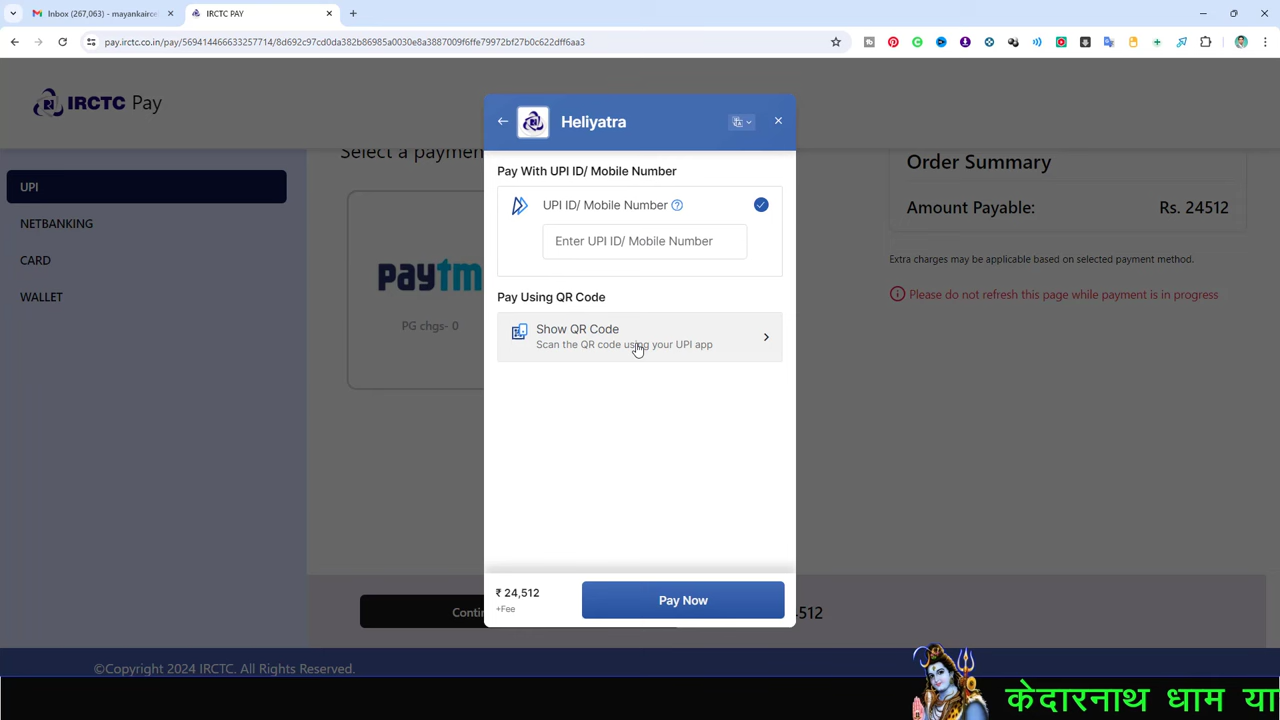 Inbox (267,063) - mayankairce
IRCTC PAY
pay.irctc.co.in/pay/569414466633257714/8d692c97cd0da382b86985a0030e8a3887009f6ffe79972bf27b0c622dff6aa3
IRCTC Pay
Heliyatra
Select a paymen
Order Summary
Pay With UPI ID/ Mobile Number
UPI
UPI ID/ Mobile Number
Amount Payable: Rs. 24512
NETBANKING
Enter UPI ID/ Mobile Number
CARD
Extra charges may be applicable based on selected payment method.
paytm
WALLET
Pay Using QR Code
Please do not refresh this page while payment is in progress
PG chgs- 0
Show QR Code
Scan the QR code using your UPI app
₹ 24,512
+Fee
Pay Now
Contin
512
©Copyright 2024 IRCTC. All Rights Reserved.
केदारनाथ धाम या